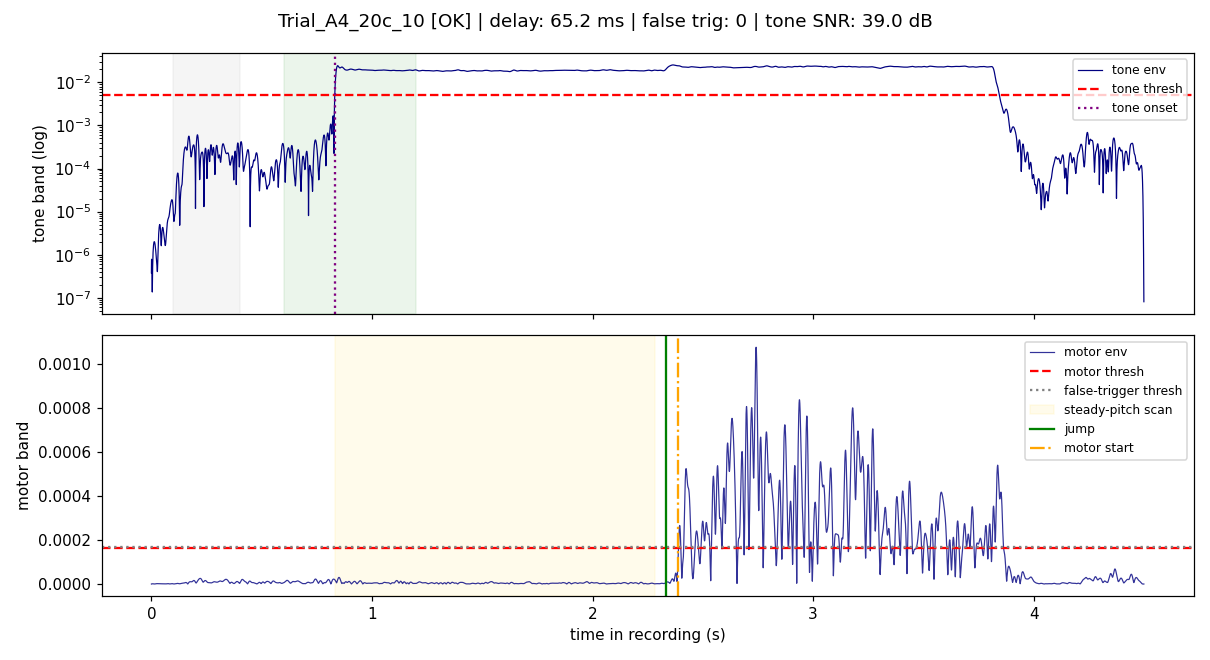 Trial_A4_20c_10 [OK] | delay: 65.2 ms | false trig: 0 | tone SNR: 39.0 dB
tone band (log)
10⁻²
10⁻³
10⁻⁴
10⁻⁵
10⁻⁶
10⁻⁷
tone env
tone thresh
tone onset
motor band
0.0010
0.0008
0.0006
0.0004
0.0002
0.0000
motor env
motor thresh
false-trigger thresh
steady-pitch scan
jump
motor start
0 1 2 3 4
time in recording (s)